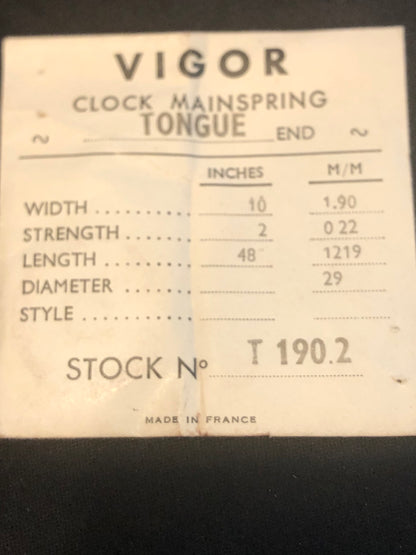 VIGOR
CLOCK MAINSPRING
~ TONGUE END ~
INCHES M/M
WIDTH .......... 10 1.90
STRENGTH ....... 2 0 22
LENGTH ......... 48 1219
DIAMETER ....... 29
STYLE ..........
STOCK Nº T 190.2
MADE IN FRANCE